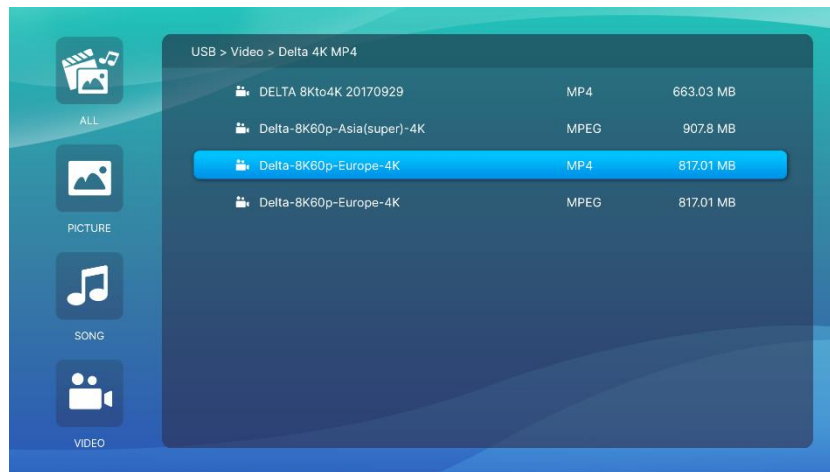 USB > Video > Delta 4K MP4
ALL
PICTURE
SONG
VIDEO
DELTA 8Kto4K 20170929 MP4 663.03 MB
Delta-8K60p-Asia(super)-4K MPEG 907.8 MB
Delta-8K60p-Europe-4K MP4 817.01 MB
Delta-8K60p-Europe-4K MPEG 817.01 MB